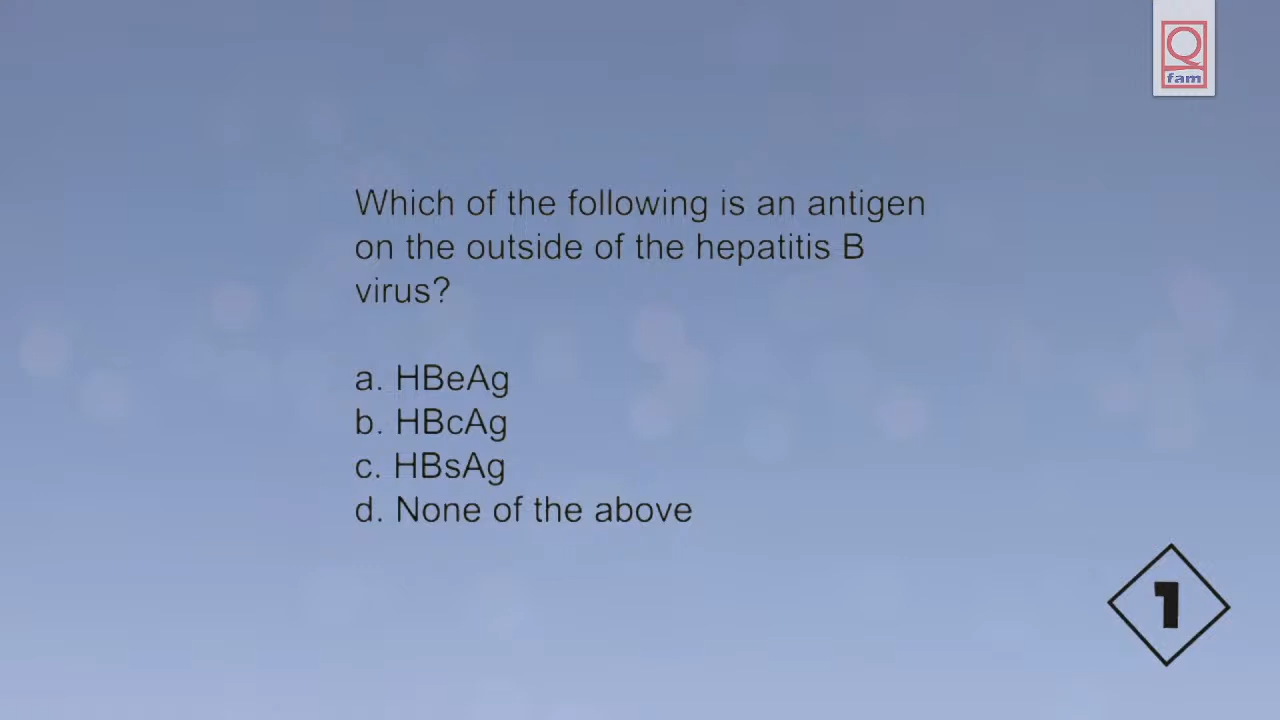 Q
fam
Which of the following is an antigen
on the outside of the hepatitis B
virus?
a. HBeAg
b. HBcAg
c. HBsAg
d. None of the above
1